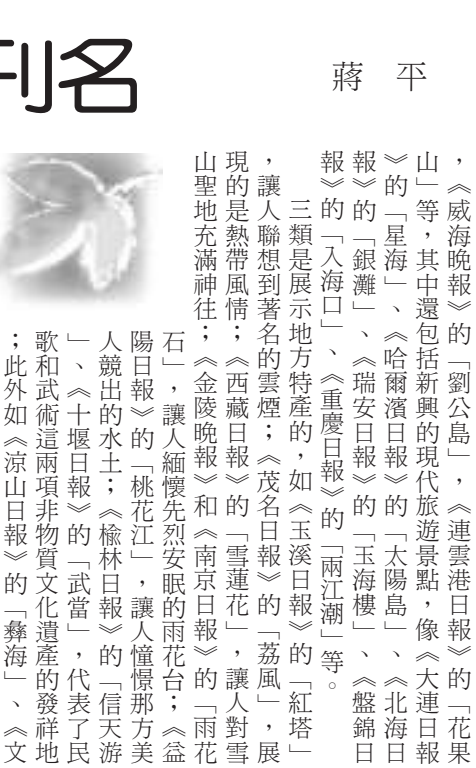 刊名
蔣 平
，《威海晚報》的「劉公島」，《連雲港日報》的「花果
山」等，其中還包括新興的現代旅遊景點，像《大連日報
》的「星海」、《哈爾濱日報》的「太陽島」、《北海日
報》的「銀灘」、《瑞安日報》的「玉海樓」、《盤錦日
報》的「入海口」、《重慶日報》的「兩江潮」等。
三類是展示地方特產的，如《玉溪日報》的「紅塔」
，讓人聯想到著名的雲煙；《茂名日報》的「荔風」，展
現的是熱帶風情；《西藏日報》的「雪蓮花」，讓人對雪
山聖地充滿神往；《金陵晚報》和《南京日報》的「雨花
石」，讓人緬懷先烈安眠的雨花台；《益
陽日報》的「桃花江」，讓人憧憬那方美
人競出的水土；《榆林日報》的「信天游
」、《十堰日報》的「武當」，代表了民
歌和武術這兩項非物質文化遺產的發祥地
；此外如《涼山日報》的「彝海」、《文